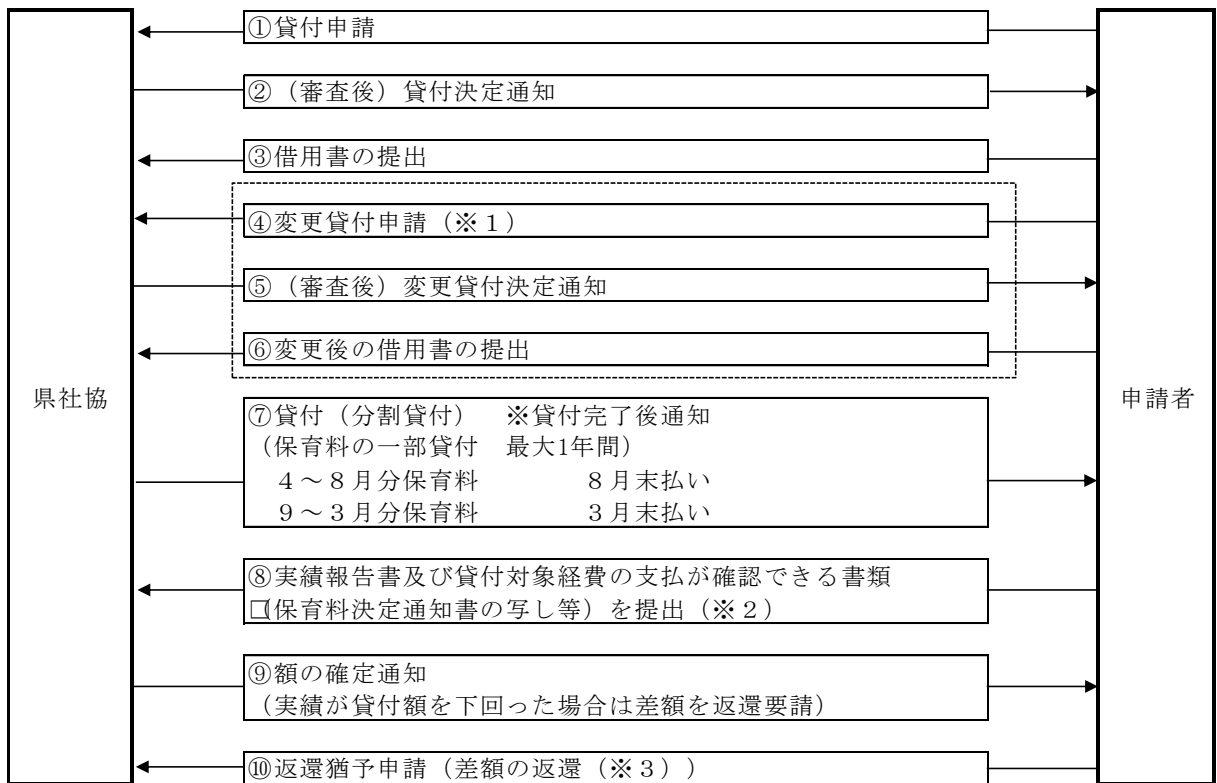 ①貸付申請
②（審査後）貸付決定通知
③借用書の提出
④変更貸付申請（※１）
⑤（審査後）変更貸付決定通知
⑥変更後の借用書の提出
県社協
申請者
⑦貸付（分割貸付）　※貸付完了後通知
（保育料の一部貸付　最大1年間）
４～８月分保育料　　　　８月末払い
９～３月分保育料　　　　３月末払い
⑧実績報告書及び貸付対象経費の支払が確認できる書類
□(保育料決定通知書の写し等）を提出（※２）
⑨額の確定通知
（実績が貸付額を下回った場合は差額を返還要請）
⑩返還猶予申請（差額の返還（※３））